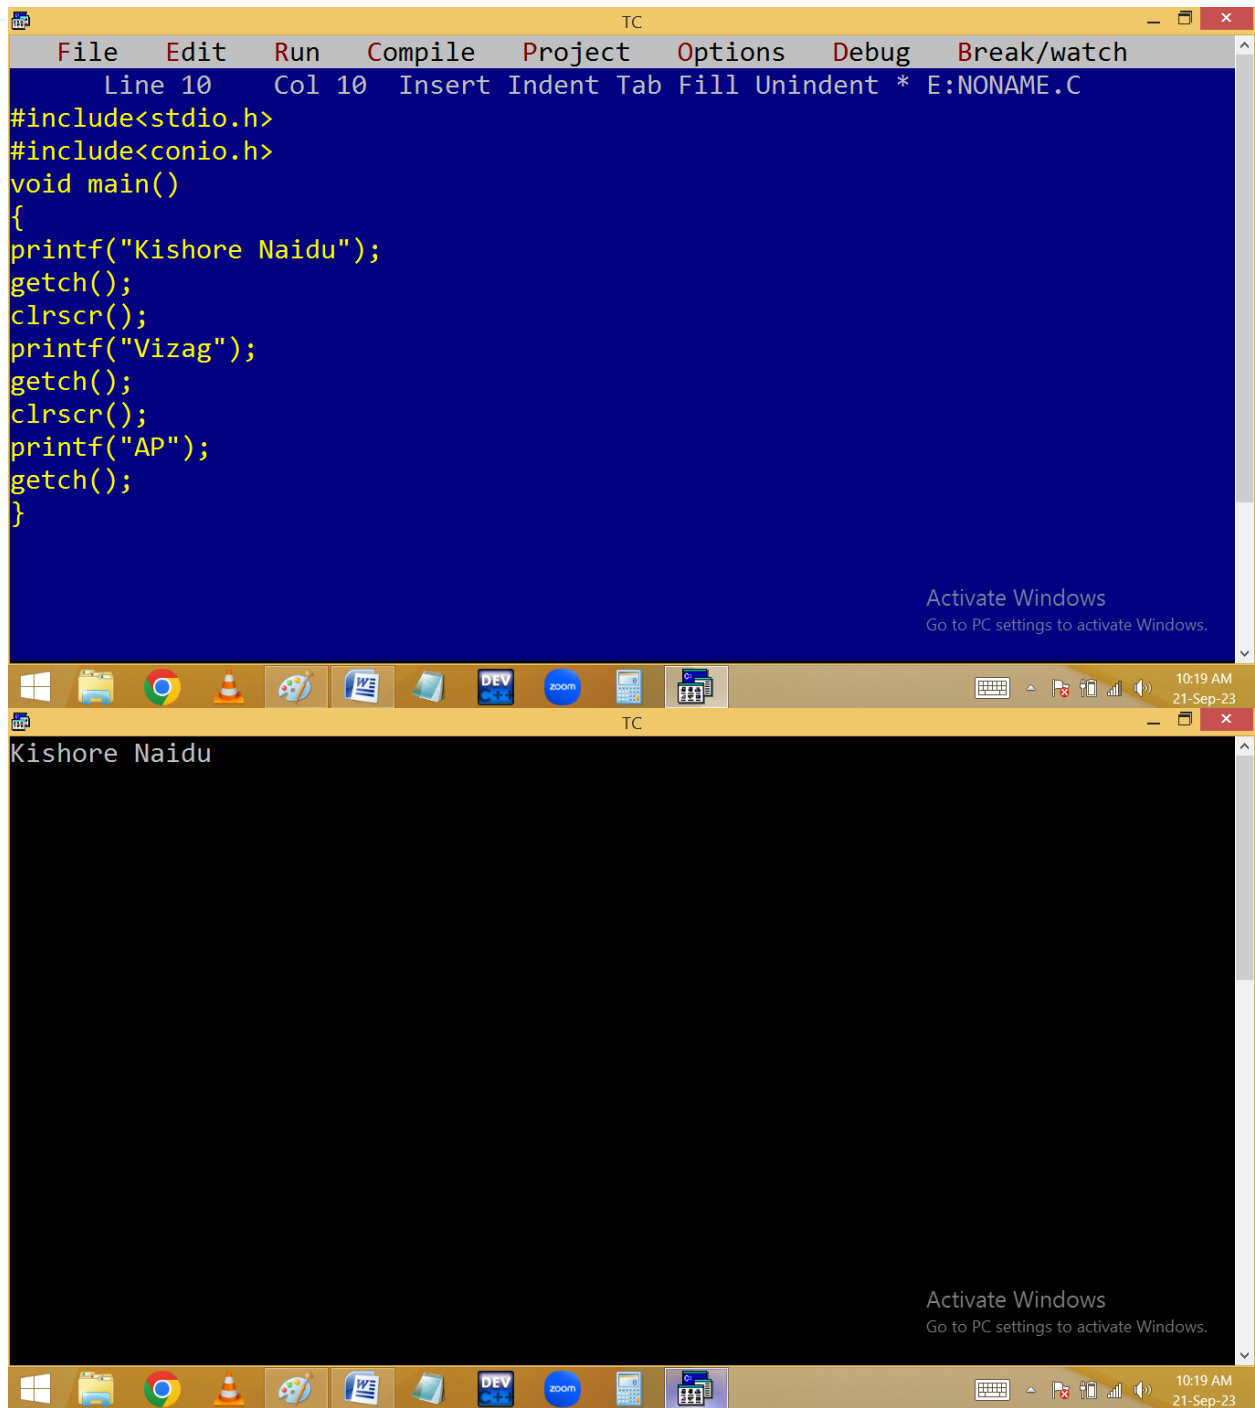 TC
File Edit Run Compile Project Options Debug Break/watch
Line 10 Col 10 Insert Indent Tab Fill Unindent * E:NONAME.C
#include<stdio.h>
#include<conio.h>
void main()
{
printf("Kishore Naidu");
getch();
clrscr();
printf("Vizag");
getch();
clrscr();
printf("AP");
getch();
}
Activate Windows
Go to PC settings to activate Windows.
DEV
C++
zoom
10:19 AM
21-Sep-23
TC
Kishore Naidu
Activate Windows
Go to PC settings to activate Windows.
DEV
C++
zoom
10:19 AM
21-Sep-23